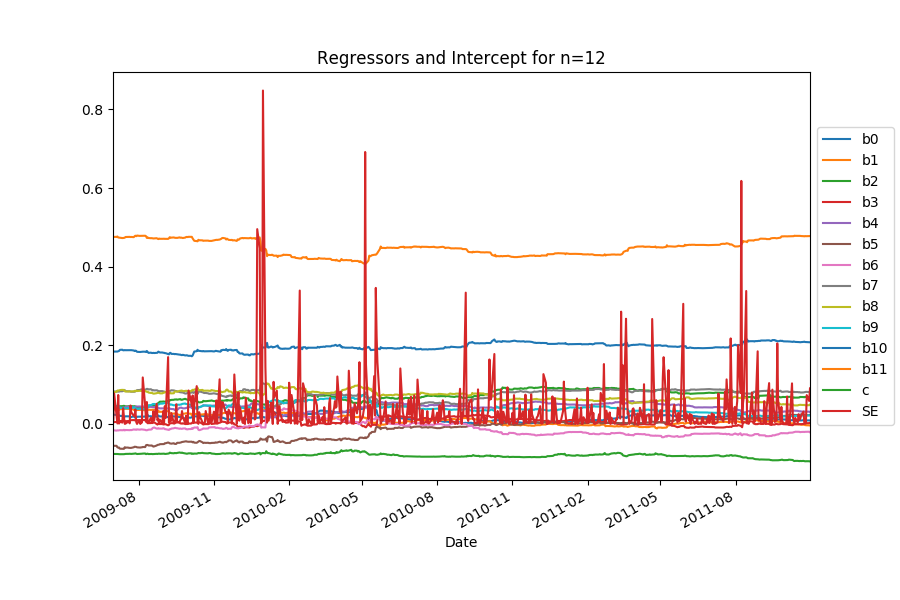 Regressors and Intercept for n=12
0.8
0.6
0.4
0.2
0.0
2009-08
2009-11
2010-02
2010-05
2010-08
2010-11
2011-02
2011-05
2011-08
Date
b0
b1
b2
b3
b4
b5
b6
b7
b8
b9
b10
b11
c
SE